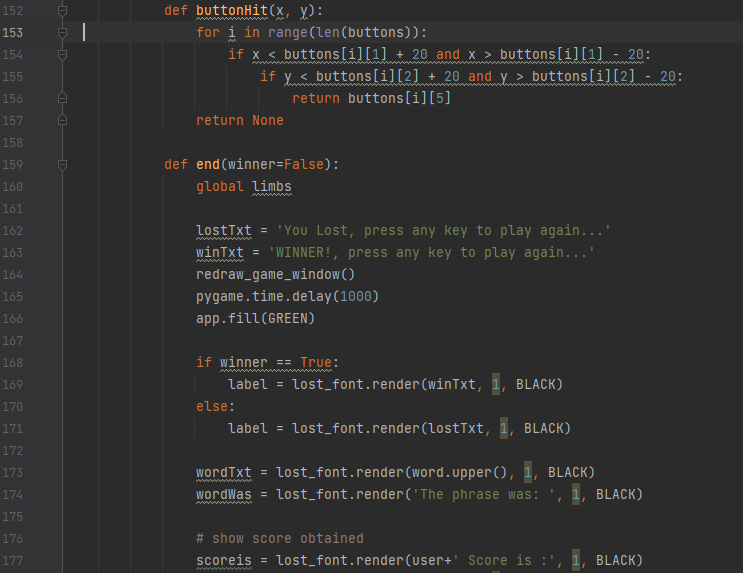 152 def buttonHit(x, y):
153 for i in range(len(buttons)):
154 if x < buttons[i][1] + 20 and x > buttons[i][1] - 20:
155 if y < buttons[i][2] + 20 and y > buttons[i][2] - 20:
156 return buttons[i][5]
157 return None
158
159 def end(winner=False):
160 global limbs
161
162 lostTxt = 'You Lost, press any key to play again...'
163 winTxt = 'WINNER!, press any key to play again...'
164 redraw_game_window()
165 pygame.time.delay(1000)
166 app.fill(GREEN)
167
168 if winner == True:
169 label = lost_font.render(winTxt, 1, BLACK)
170 else:
171 label = lost_font.render(lostTxt, 1, BLACK)
172
173 wordTxt = lost_font.render(word.upper(), 1, BLACK)
174 wordWas = lost_font.render('The phrase was: ', 1, BLACK)
175
176 # show score obtained
177 scoreis = lost_font.render(user+' Score is :', 1, BLACK)